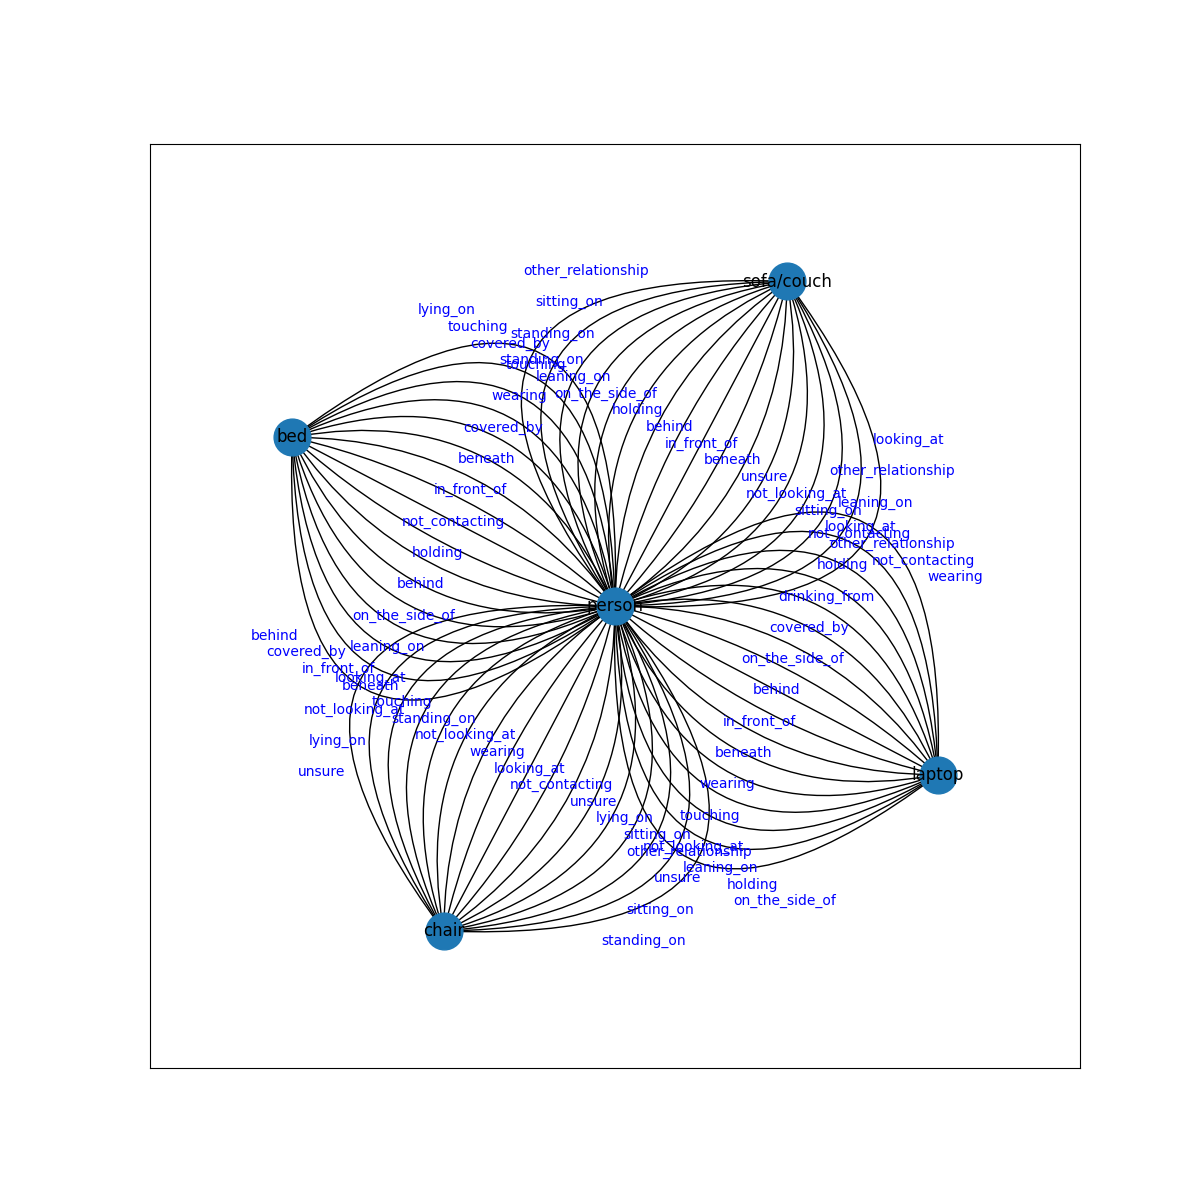 other_relationship
sofa/couch
sitting_on
lying_on
touching
standing_on
covered_by
standing_on
touching
leaning_on
wearing
on_the_side_of
holding
behind
covered_by
bed
looking_at
in_front_of
beneath
beneath
other_relationship
unsure
in_front_of
not_looking_at
leaning_on
sitting_on
not_contacting
looking_at
not_contacting
other_relationship
holding
not_contacting
holding
wearing
behind
drinking_from
person
on_the_side_of
covered_by
behind
leaning_on
covered_by
on_the_side_of
in_front_of
looking_at
beneath
behind
touching
not_looking_at
standing_on
in_front_of
not_looking_at
lying_on
wearing
beneath
unsure
looking_at
laptop
not_contacting
wearing
unsure
lying_on
touching
sitting_on
not_looking_at
other_relationship
leaning_on
unsure
holding
on_the_side_of
sitting_on
chair
standing_on